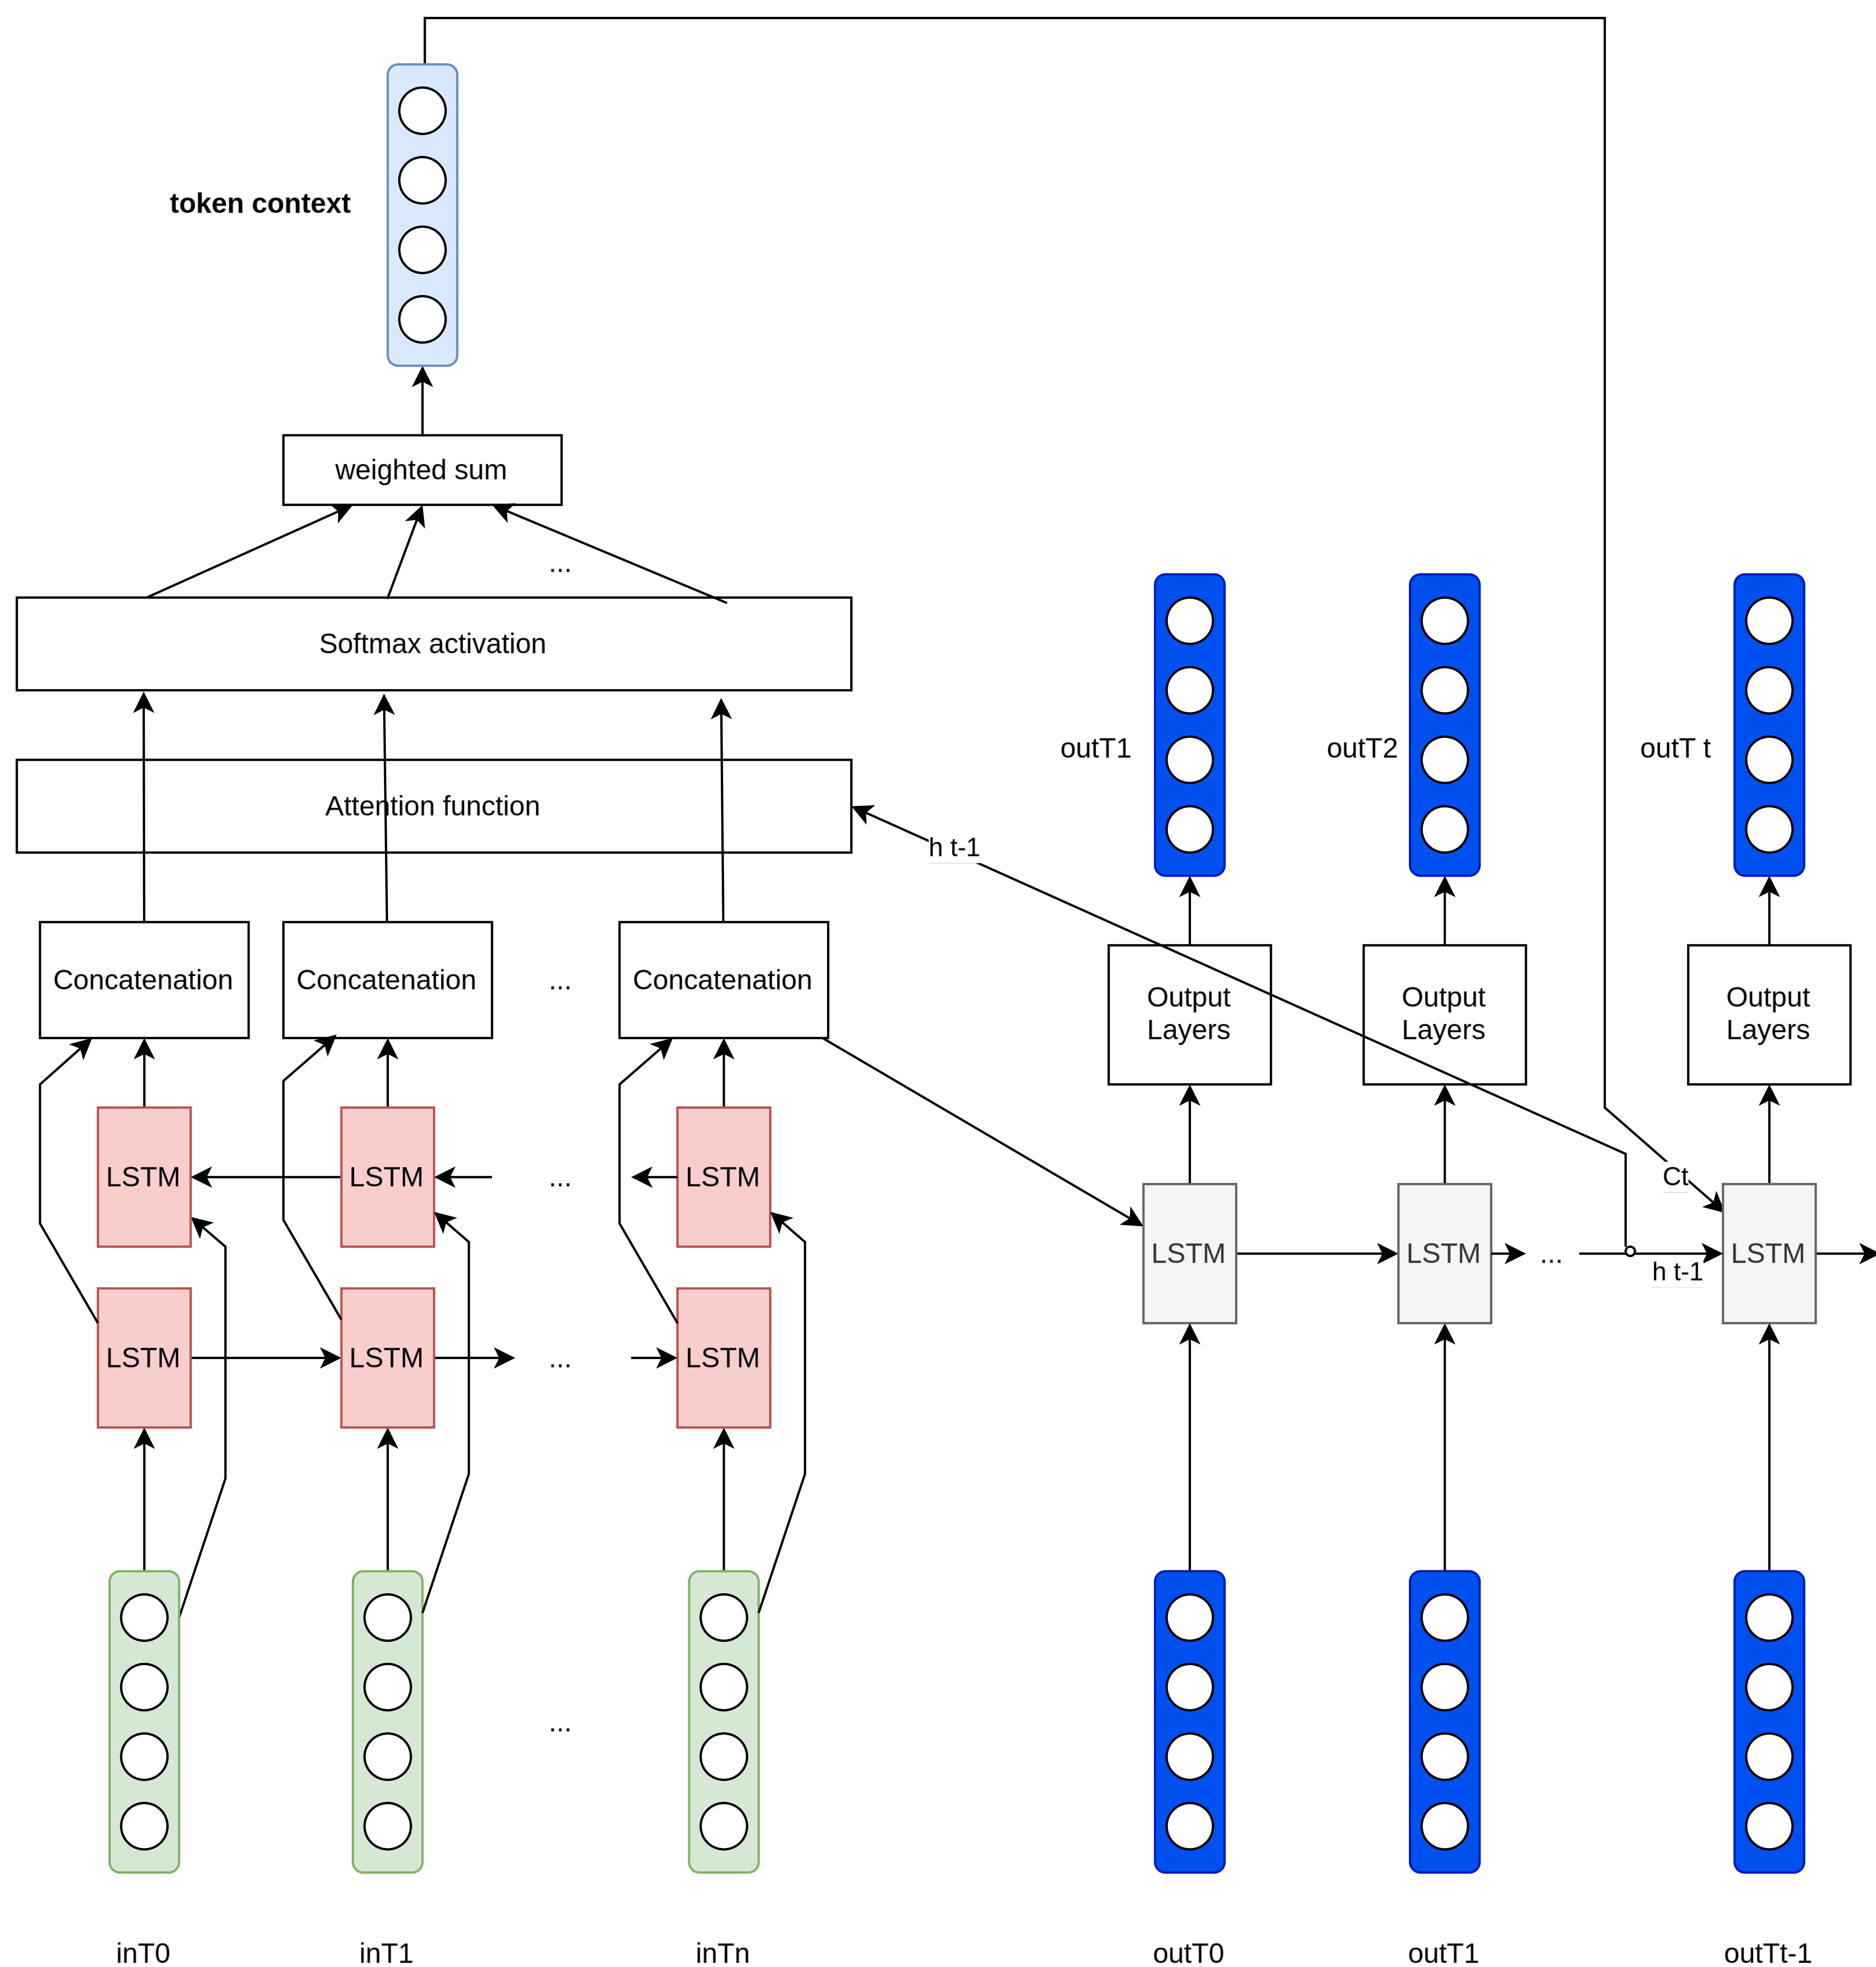 token context
weighted sum
...
Softmax activation
outT1
outT2
outT t
Attention function
h t-1
Concatenation
Concatenation
...
Concatenation
Output
Layers
Output
Layers
Output
Layers
LSTM
LSTM
...
LSTM
Ct
LSTM
LSTM
...
h t-1
LSTM
LSTM
LSTM
...
LSTM
...
inT0
inT1
inTn
outT0
outT1
outTt-1